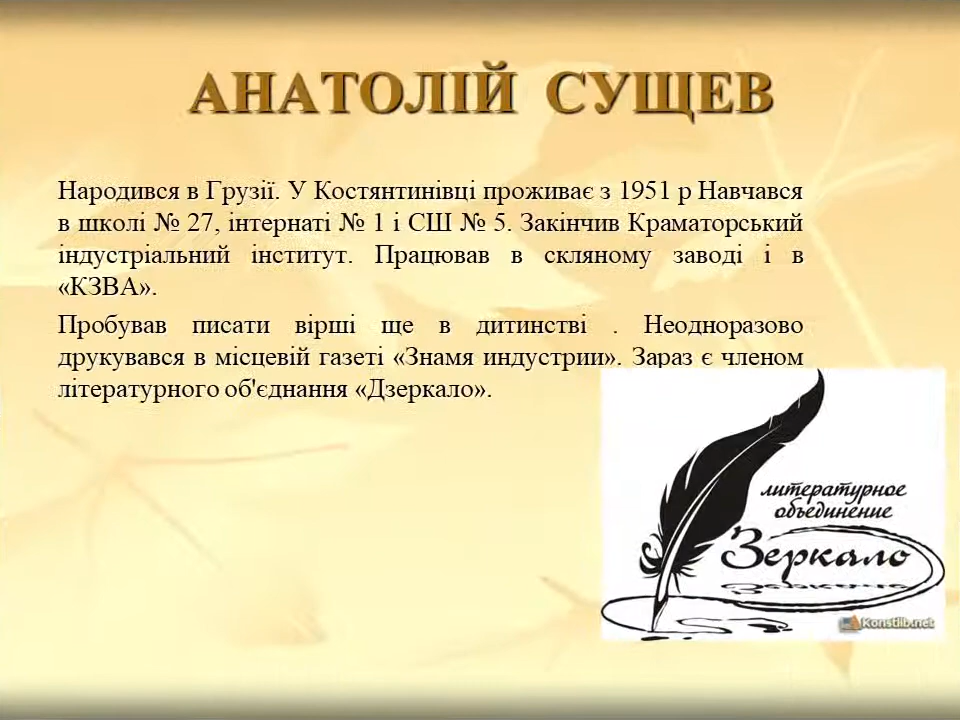 АНАТОЛІЙ СУЩЕВ
Народився в Грузії. У Костянтинівці проживає з 1951 р Навчався
в школі № 27, інтернаті № 1 і СШ № 5. Закінчив Краматорський
індустріальний інститут. Працював в скляному заводі і в
«КЗВА».
Пробував писати вірші ще в дитинстві . Неодноразово
друкувався в місцевій газеті «Знамя индустрии». Зараз є членом
літературного об'єднання «Дзеркало».
литературное
объединение
Зеркало
Konstlib.net